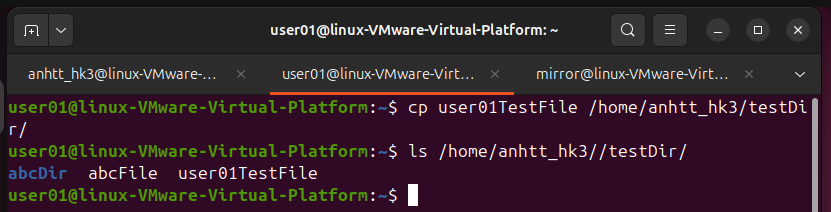 user01@linux-VMware-Virtual-Platform: ~
anhtt_hk3@linux-VMware-...
user01@linux-VMware-Virt...
mirror@linux-VMware-Virt...
user01@linux-VMware-Virtual-Platform:~$ cp user01TestFile /home/anhtt_hk3/testDi
r/
user01@linux-VMware-Virtual-Platform:~$ ls /home/anhtt_hk3//testDir/
abcDir  abcFile  user01TestFile
user01@linux-VMware-Virtual-Platform:~$